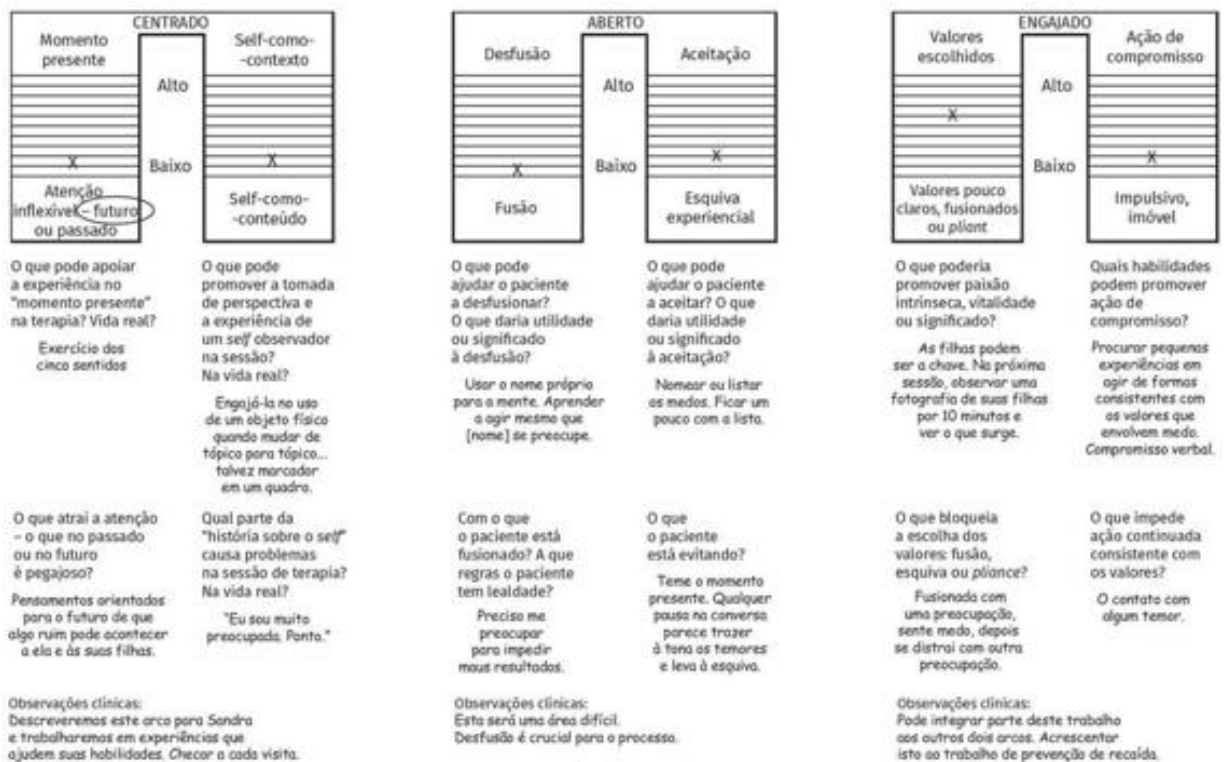 CENTRADO
Momento
presente
Self-como-
-contexto
Alto
X
X
Baixo
Atenção
inflexível – futuro
ou passado
Self-como-
-conteúdo
O que pode apoiar
a experiência no
"momento presente"
na terapia? Vida real?
Exercício dos
cinco sentidos
O que pode
promover a tomada
de perspectiva e
a experiência de
um self observador
na sessão?
Na vida real?
Engajá-la no uso
de um objeto físico
quando mudar de
tópico para tópico...
talvez marcador
em um quadro.
O que atrai a atenção
– o que no passado
ou no futuro
é pegajoso?
Pensamentos orientados
para o futuro de que
algo ruim pode acontecer
a ela e às suas filhas.
Qual parte da
"história sobre o self"
causa problemas
na sessão de terapia?
Na vida real?
"Eu sou muito
preocupada. Ponto."
Observações clínicas:
Descreveremos este arco para Sandra
e trabalharemos em experiências que
ajudem suas habilidades. Checar a cada visita.
ABERTO
Desfusão
Aceitação
Alto
X
X
Baixo
Fusão
Esquiva
experiencial
O que pode
ajudar o paciente
a desfusionar?
O que daria utilidade
ou significado
à desfusão?
Usar o nome próprio
para a mente. Aprender
a agir mesmo que
[nome] se preocupe.
O que pode
ajudar o paciente
a aceitar? O que
daria utilidade
ou significado
à aceitação?
Nomear ou listar
os medos. Ficar um
pouco com a lista.
Com o que
o paciente está
fusionado? A que
regras o paciente
tem lealdade?
Preciso me
preocupar
para impedir
maus resultados.
O que
o paciente
está evitando?
Teme o momento
presente. Qualquer
pausa na conversa
parece trazer
à tona os temores
e leva à esquiva.
Observações clínicas:
Esta será uma área difícil.
Desfusão é crucial para o processo.
ENGAJADO
Valores
escolhidos
Ação de
compromisso
Alto
X
X
Baixo
Valores pouco
claros, fusionados
ou pliant
Impulsivo,
imóvel
O que poderia
promover paixão
intrínseca, vitalidade
ou significado?
As filhas podem
ser a chave. Na próxima
sessão, observar uma
fotografia de suas filhas
por 10 minutos e
ver o que surge.
Quais habilidades
podem promover
ação de
compromisso?
Procurar pequenas
experiências em
agir de formas
consistentes com
os valores que
envolvem medo.
Compromisso verbal.
O que bloqueia
a escolha dos
valores: fusão,
esquiva ou pliance?
Fusionada com
uma preocupação,
sente medo, depois
se distrai com outra
preocupação.
O que impede
ação continuada
consistente com
os valores?
O contato com
algum temor.
Observações clínicas:
Pode integrar parte deste trabalho
aos outros dois arcos. Acrescentar
isto ao trabalho de prevenção de recaída.